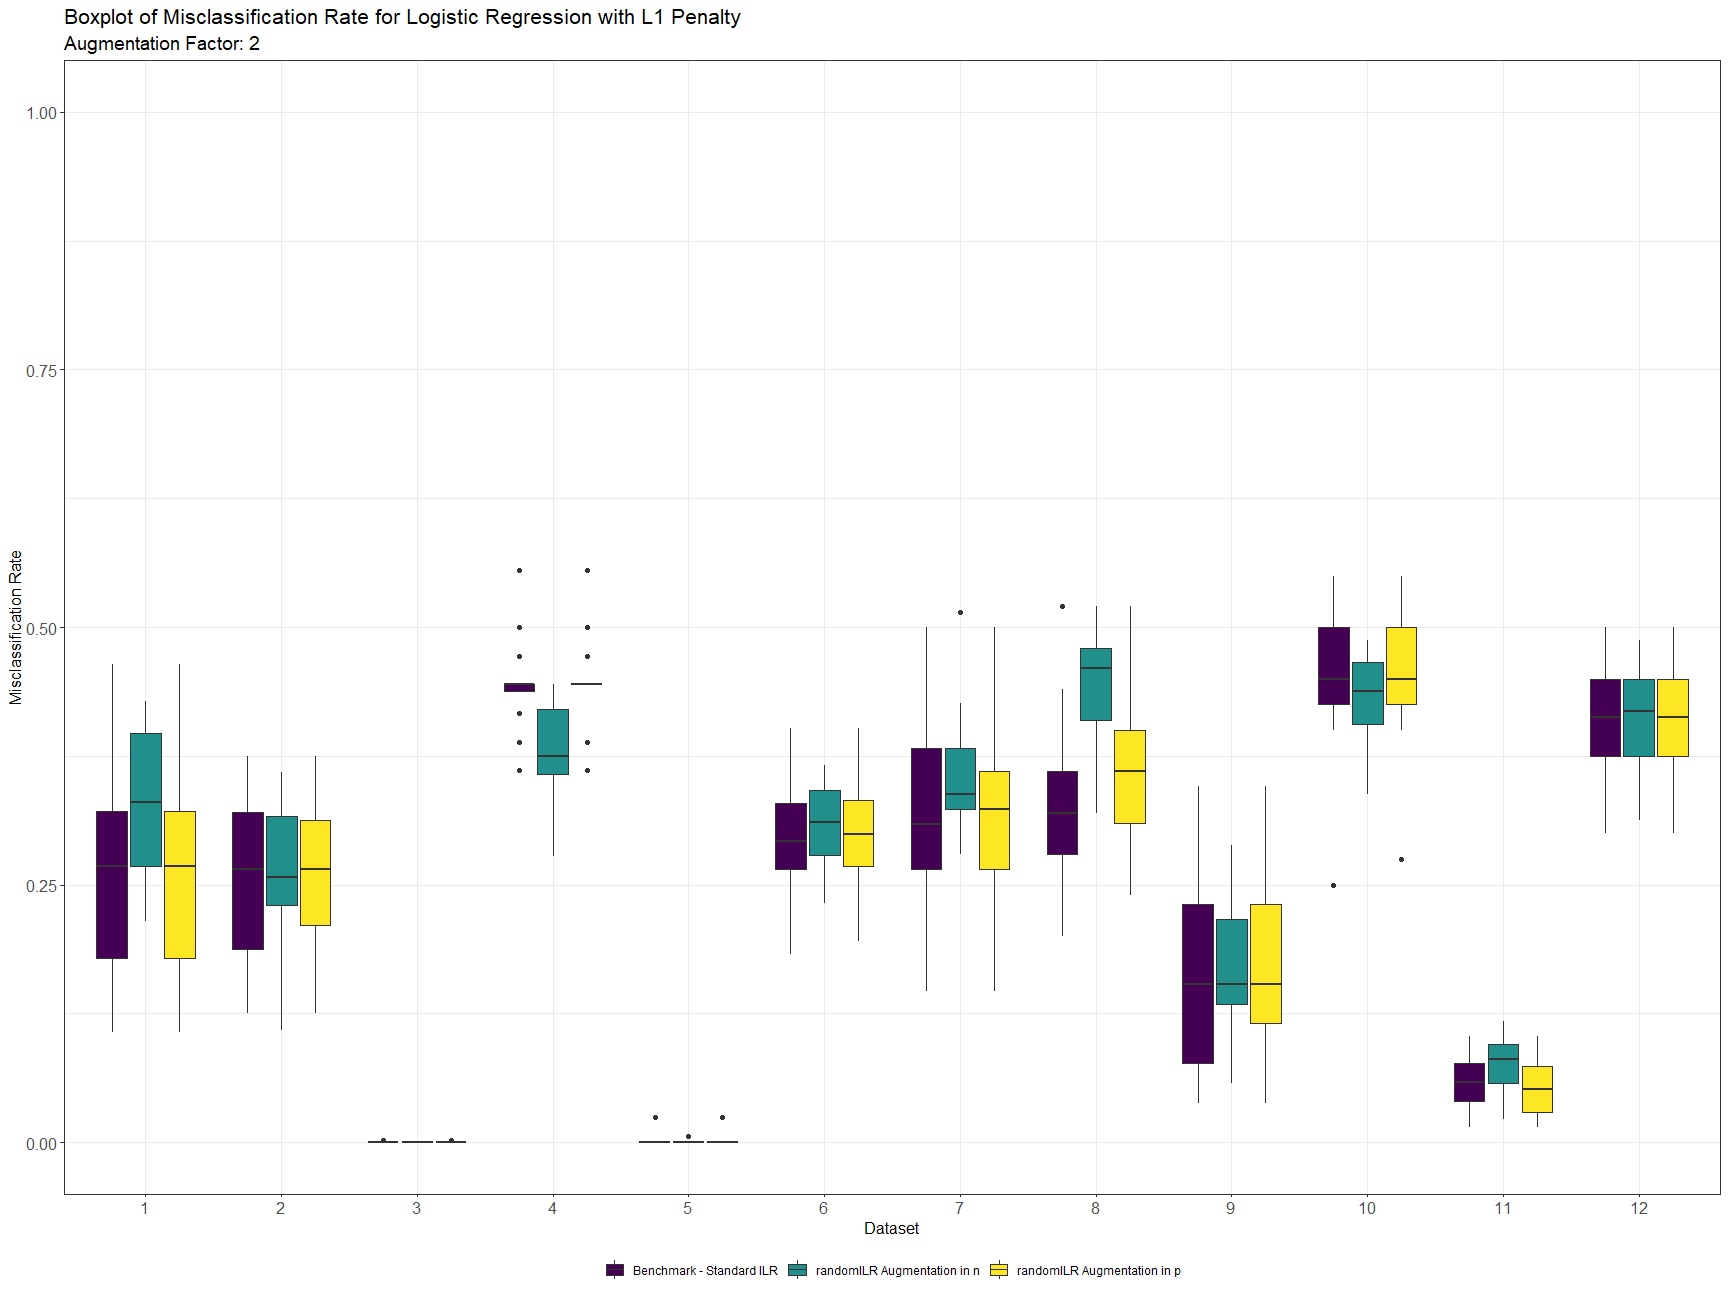 Boxplot of Misclassification Rate for Logistic Regression with L1 Penalty
Augmentation Factor: 2
Misclassification Rate
1.00
0.75
0.50
0.25
0.00
1 2 3 4 5 6 7 8 9 10 11 12
Dataset
Benchmark - Standard ILR randomILR Augmentation in n randomILR Augmentation in p